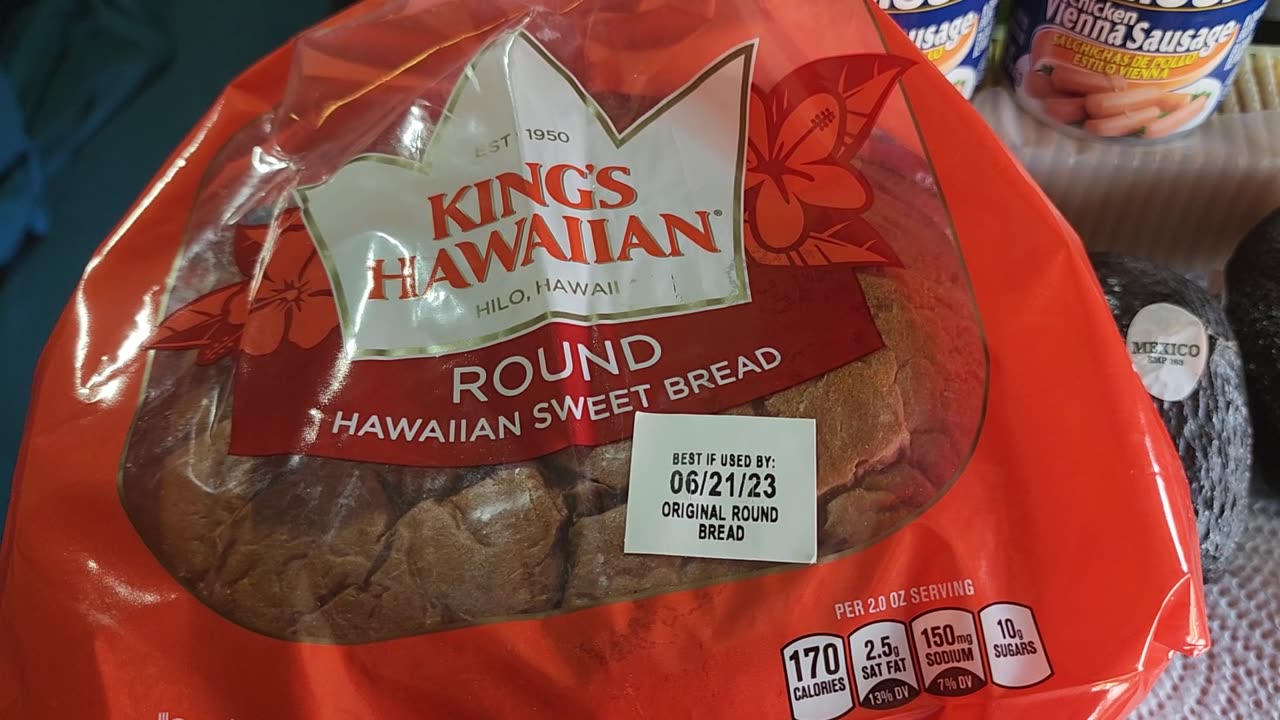 EST 1950
KING'S
HAWAIIAN®
HILO, HAWAII
ROUND
HAWAIIAN SWEET BREAD
BEST IF USED BY:
06/21/23
ORIGINAL ROUND
BREAD
PER 2.0 OZ SERVING
170
CALORIES
2.5g
SAT FAT
13% DV
150mg
SODIUM
7% DV
10g
SUGARS
usage
Chicken
Vienna Sausage
SALCHICHAS DE POLLO
ESTILO VIENNA
MEXICO